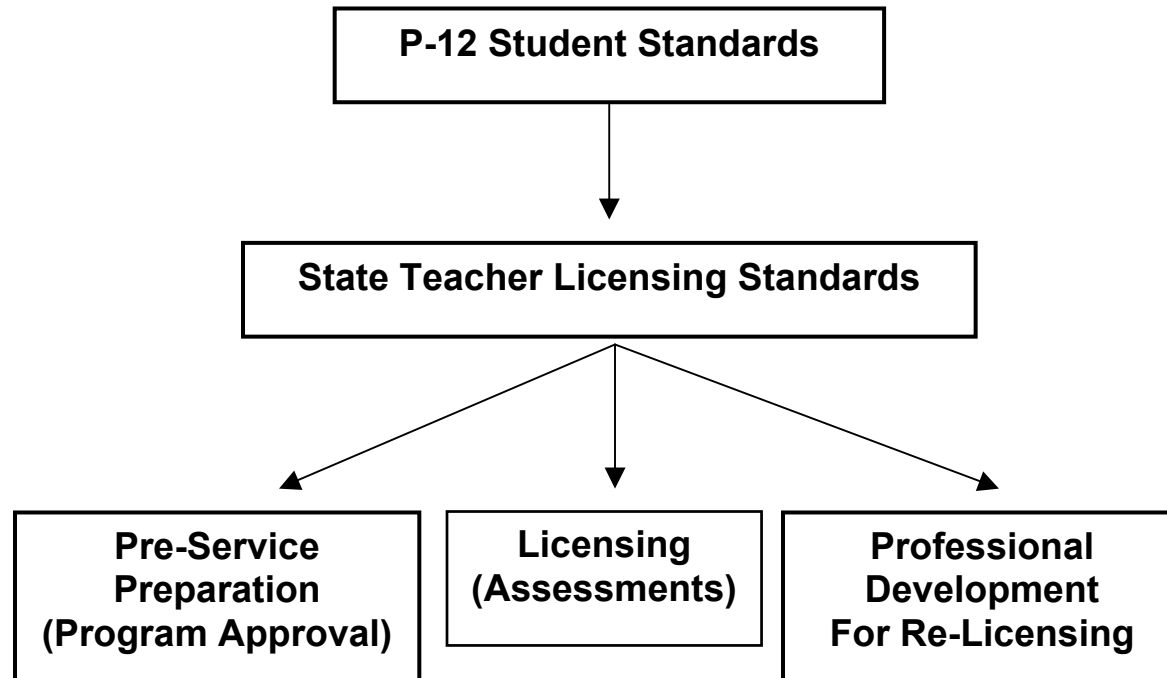 P-12 Student Standards
State Teacher Licensing Standards
Pre-Service
Preparation
(Program Approval)
Licensing
(Assessments)
Professional
Development
For Re-Licensing